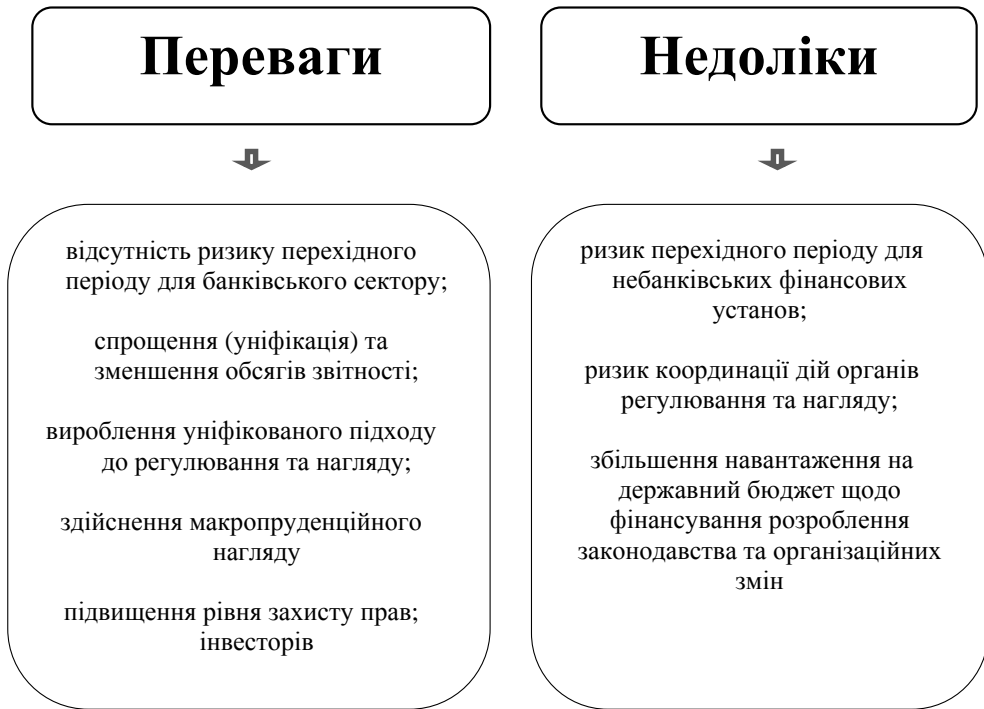 Переваги
відсутність ризику перехідного
періоду для банківського сектору;
спрощення (уніфікація) та
зменшення обсягів звітності;
вироблення уніфікованого підходу
до регулювання та нагляду;
здійснення макропруденційного
нагляду
підвищення рівня захисту прав;
інвесторів
Недоліки
ризик перехідного періоду для
небанківських фінансових
установ;
ризик координації дій органів
регулювання та нагляду;
збільшення навантаження на
державний бюджет щодо
фінансування розроблення
законодавства та організаційних
змін